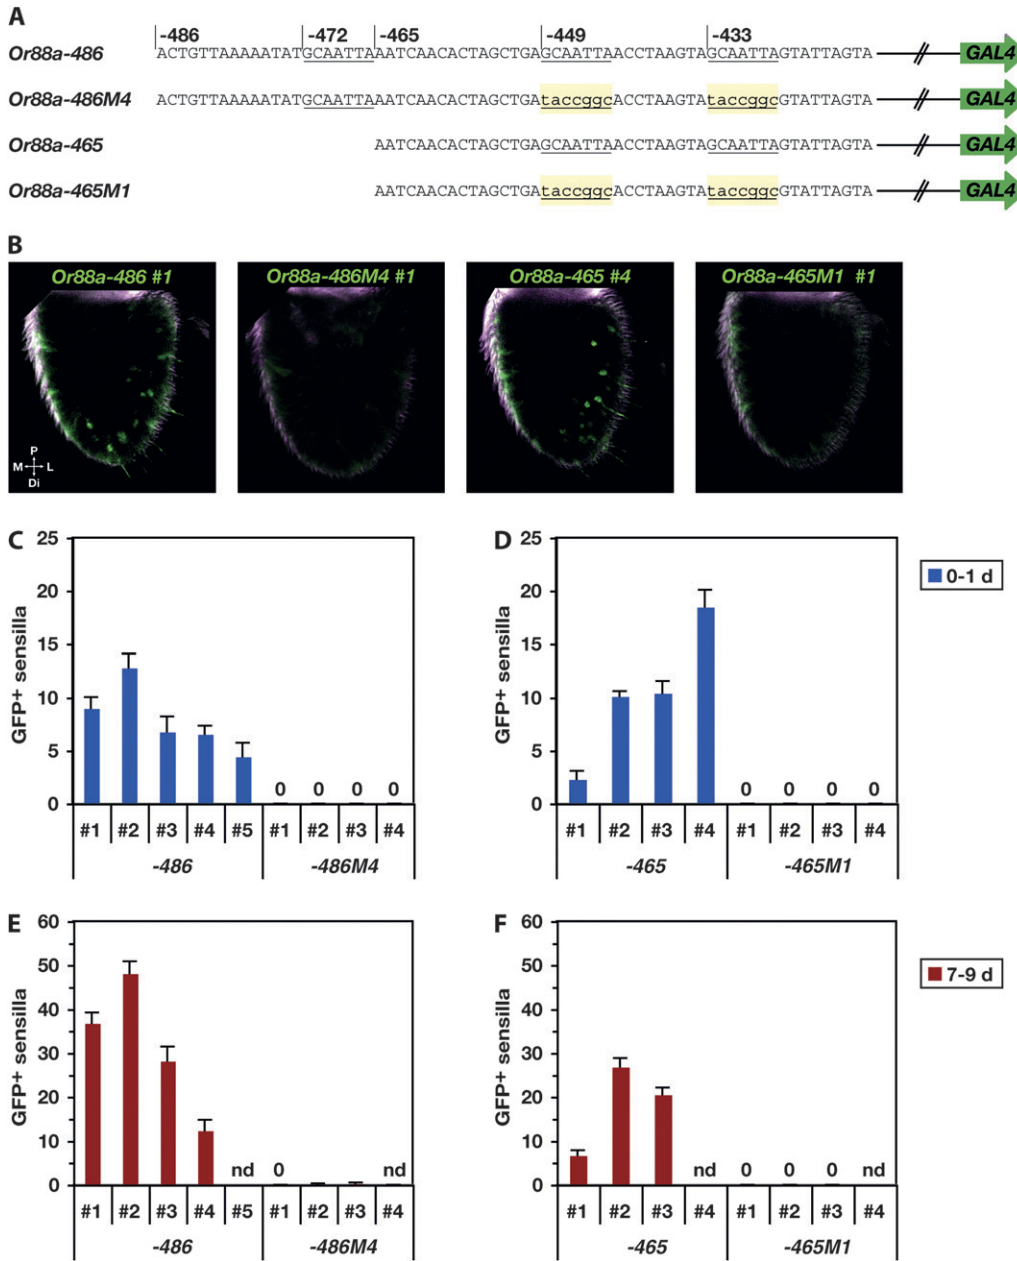 A
-486 -472 -465 -449 -433
Or88a-486 ACTGTTAAAAATATGCAATTAAATCAACACTAGCTGAGCAATTAACCTAAGTAGCAATTAGTATTAGTA GAL4
Or88a-486M4 ACTGTTAAAAATATGCAATTAAATCAACACTAGCTGAtaccggcACCTAAGTAtaccggcGTATTAGTA GAL4
Or88a-465 AATCAACACTAGCTGAGCAATTAACCTAAGTAGCAATTAGTATTAGTA GAL4
Or88a-465M1 AATCAACACTAGCTGAtaccggcACCTAAGTAtaccggcGTATTAGTA GAL4
B
Or88a-486 #1 Or88a-486M4 #1 Or88a-465 #4 Or88a-465M1 #1
P
M L
Di
C
25
20
15
10
5
0
GFP+ sensilla
0 0 0 0
#1 #2 #3 #4 #5 #1 #2 #3 #4
-486 -486M4
D
25
20
15
10
5
0
GFP+ sensilla
0 0 0 0
#1 #2 #3 #4 #1 #2 #3 #4
-465 -465M1
0-1 d
E
60
50
40
30
20
10
0
GFP+ sensilla
nd 0 nd
#1 #2 #3 #4 #5 #1 #2 #3 #4
-486 -486M4
F
60
50
40
30
20
10
0
GFP+ sensilla
nd 0 0 0 nd
#1 #2 #3 #4 #1 #2 #3 #4
-465 -465M1
7-9 d